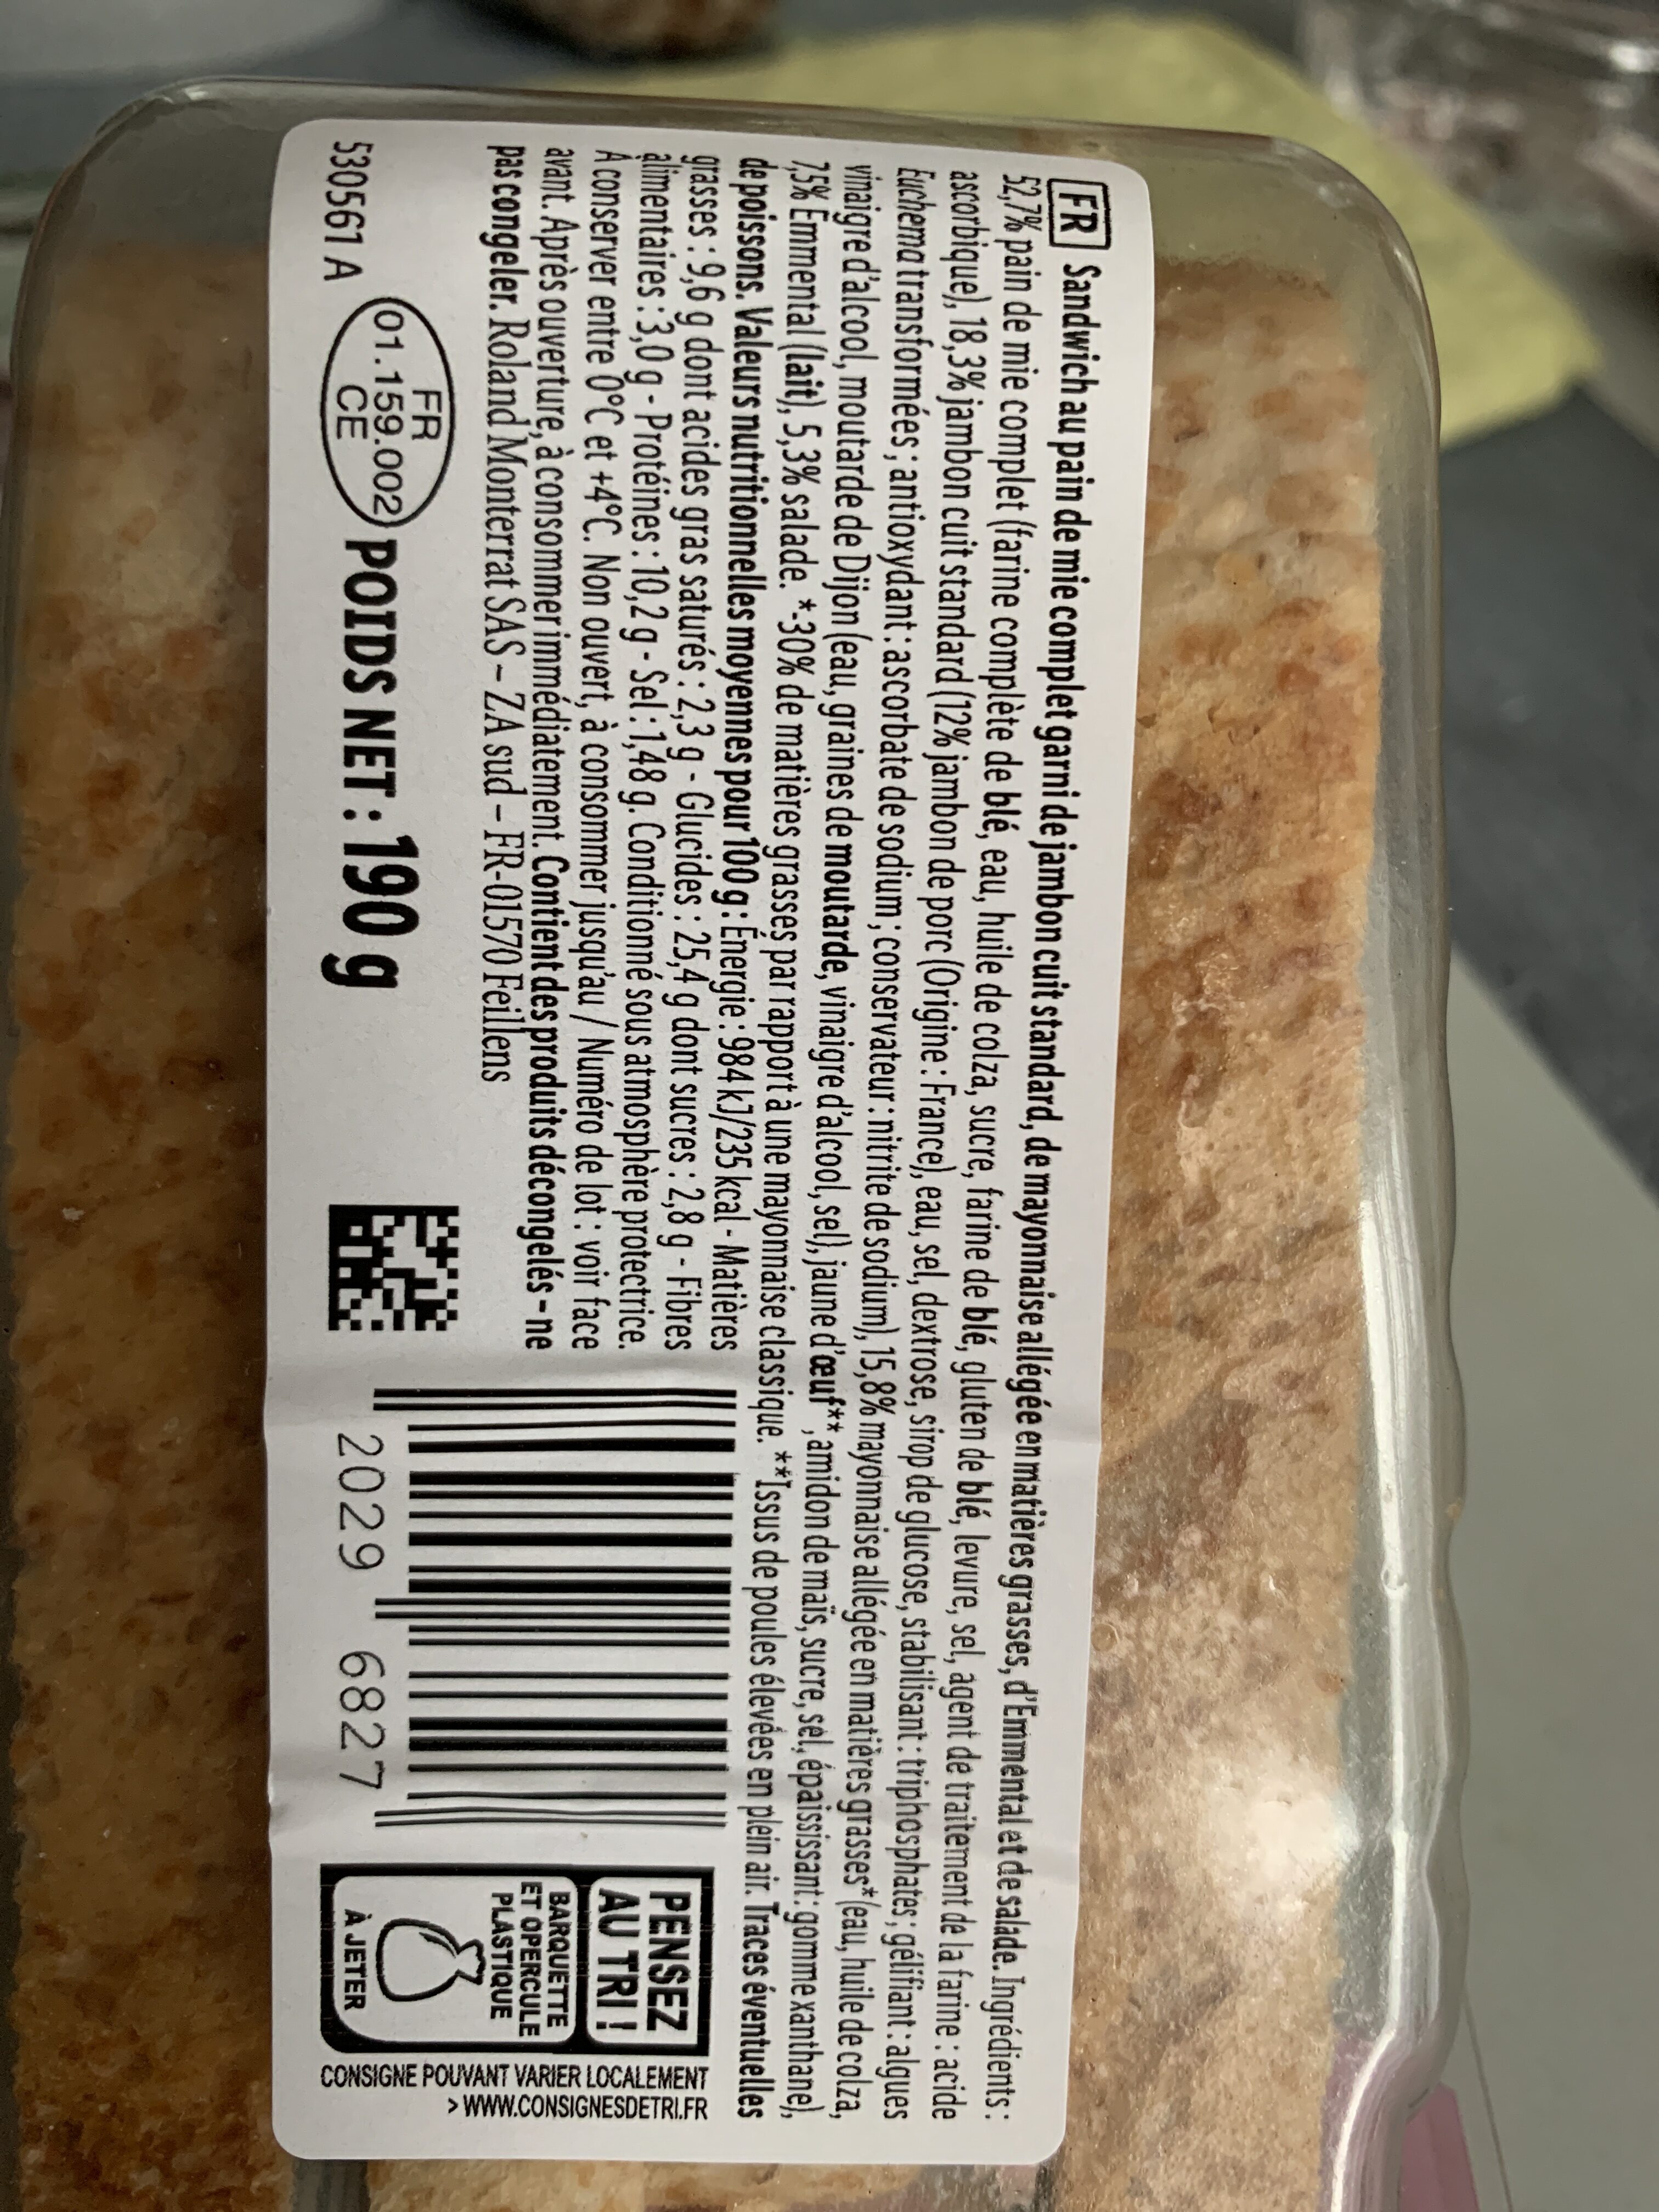 FR Sandwich au pain de mie complet garni de jambon cuit standard, de mayonnaise allégée en matières grasses, d'Emmental et de salade. Ingrédients :
52,7% pain de mie complet (farine complète de blé, eau, huile de colza, sucre, farine de blé, gluten de blé, levure, sel, agent de traitement de la farine : acide
ascorbique), 18,3% jambon cuit standard (12% jambon de porc (Origine : France), eau, sel, dextrose, sirop de glucose, stabilisant : triphosphates ; gélifiant : algues
Euchema transformées ; antioxydant : ascorbate de sodium ; conservateur : nitrite de sodium), 15,8% mayonnaise allégée en matières grasses* (eau, huile de colza,
vinaigre d'alcool, moutarde de Dijon (eau, graines de moutarde, vinaigre d'alcool, sel), jaune d'œuf**, amidon de maïs, sucre, sel, épaississant : gomme xanthane),
7,5% Emmental (lait), 5,3% salade. *-30% de matières grasses par rapport à une mayonnaise classique. **Issus de poules élevées en plein air. Traces éventuelles
de poissons. Valeurs nutritionnelles moyennes pour 100 g : Énergie : 984 kJ/235 kcal - Matières
grasses : 9,6 g dont acides gras saturés : 2,3 g - Glucides : 25,4 g dont sucres : 2,8 g - Fibres
alimentaires : 3,0 g - Protéines : 10,2 g - Sel : 1,48 g. Conditionné sous atmosphère protectrice.
À conserver entre 0°C et +4°C. Non ouvert, à consommer jusqu'au / Numéro de lot : voir face
avant. Après ouverture, à consommer immédiatement. Contient des produits décongelés - ne
pas congeler. Roland Monterrat SAS - ZA sud - FR-01570 Feillens
530561 A
FR
01.159.002
CE
POIDS NET : 190 g
2029 6827
PENSEZ
AU TRI !
BARQUETTE
ET OPERCULE
PLASTIQUE
À JETER
CONSIGNE POUVANT VARIER LOCALEMENT
> WWW.CONSIGNESDETRI.FR